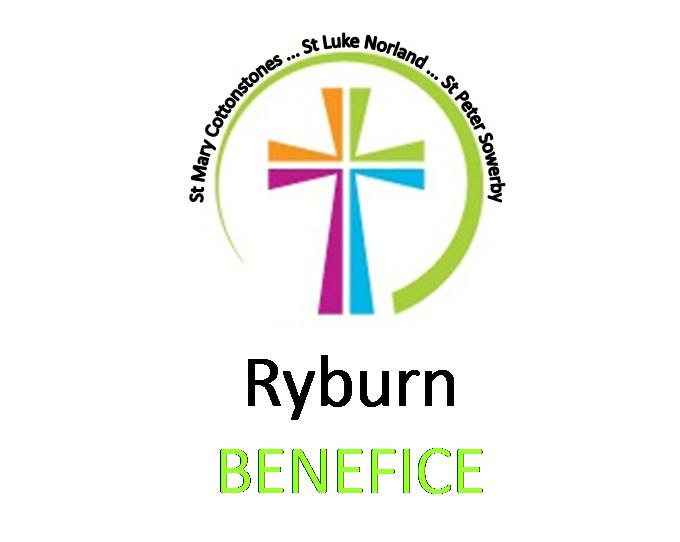 St Mary Cottonstones ... St Luke Norland ... St Peter Sowerby
Ryburn
BENEFICE